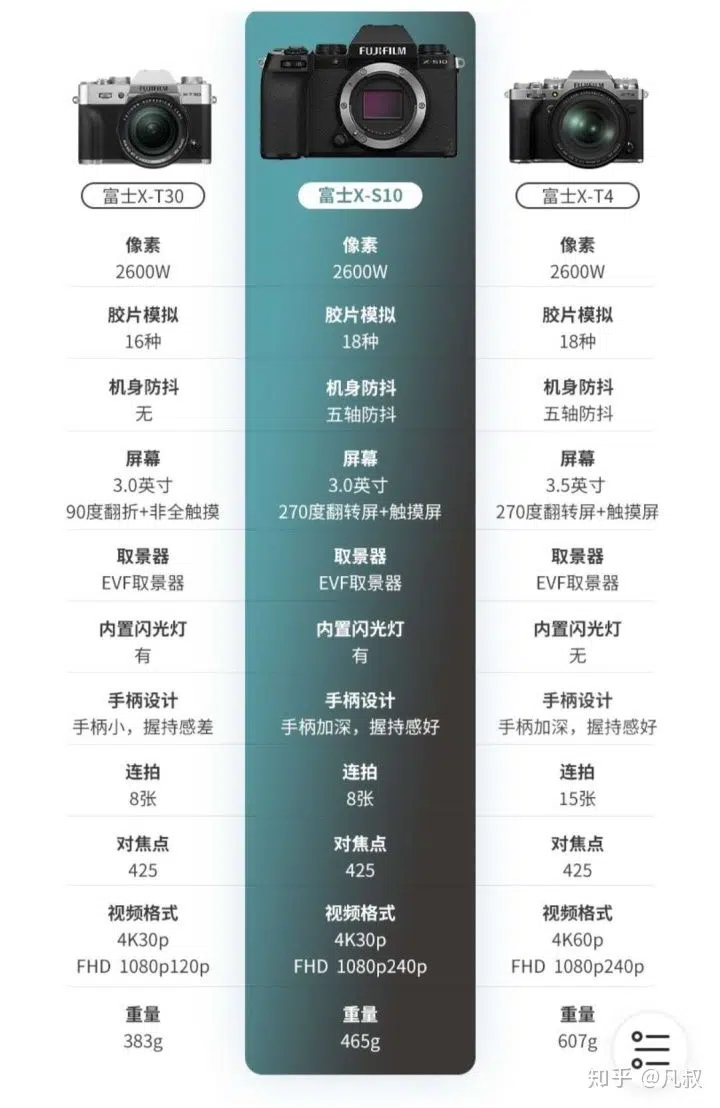 FUJIFILM
X-S10
富士X-T30
富士X-S10
富士X-T4
像素
2600W
像素
2600W
像素
2600W
胶片模拟
16种
胶片模拟
18种
胶片模拟
18种
机身防抖
无
机身防抖
五轴防抖
机身防抖
五轴防抖
屏幕
3.0英寸
90度翻折+非全触摸
屏幕
3.0英寸
270度翻转屏+触摸屏
屏幕
3.5英寸
270度翻转屏+触摸屏
取景器
EVF取景器
取景器
EVF取景器
取景器
EVF取景器
内置闪光灯
有
内置闪光灯
有
内置闪光灯
无
手柄设计
手柄小，握持感差
手柄设计
手柄加深，握持感好
手柄设计
手柄加深，握持感好
连拍
8张
连拍
8张
连拍
15张
对焦点
425
对焦点
425
对焦点
425
视频格式
4K30p
FHD 1080p120p
视频格式
4K30p
FHD 1080p240p
视频格式
4K60p
FHD 1080p240p
重量
383g
重量
465g
重量
607g
知乎 @凡叔